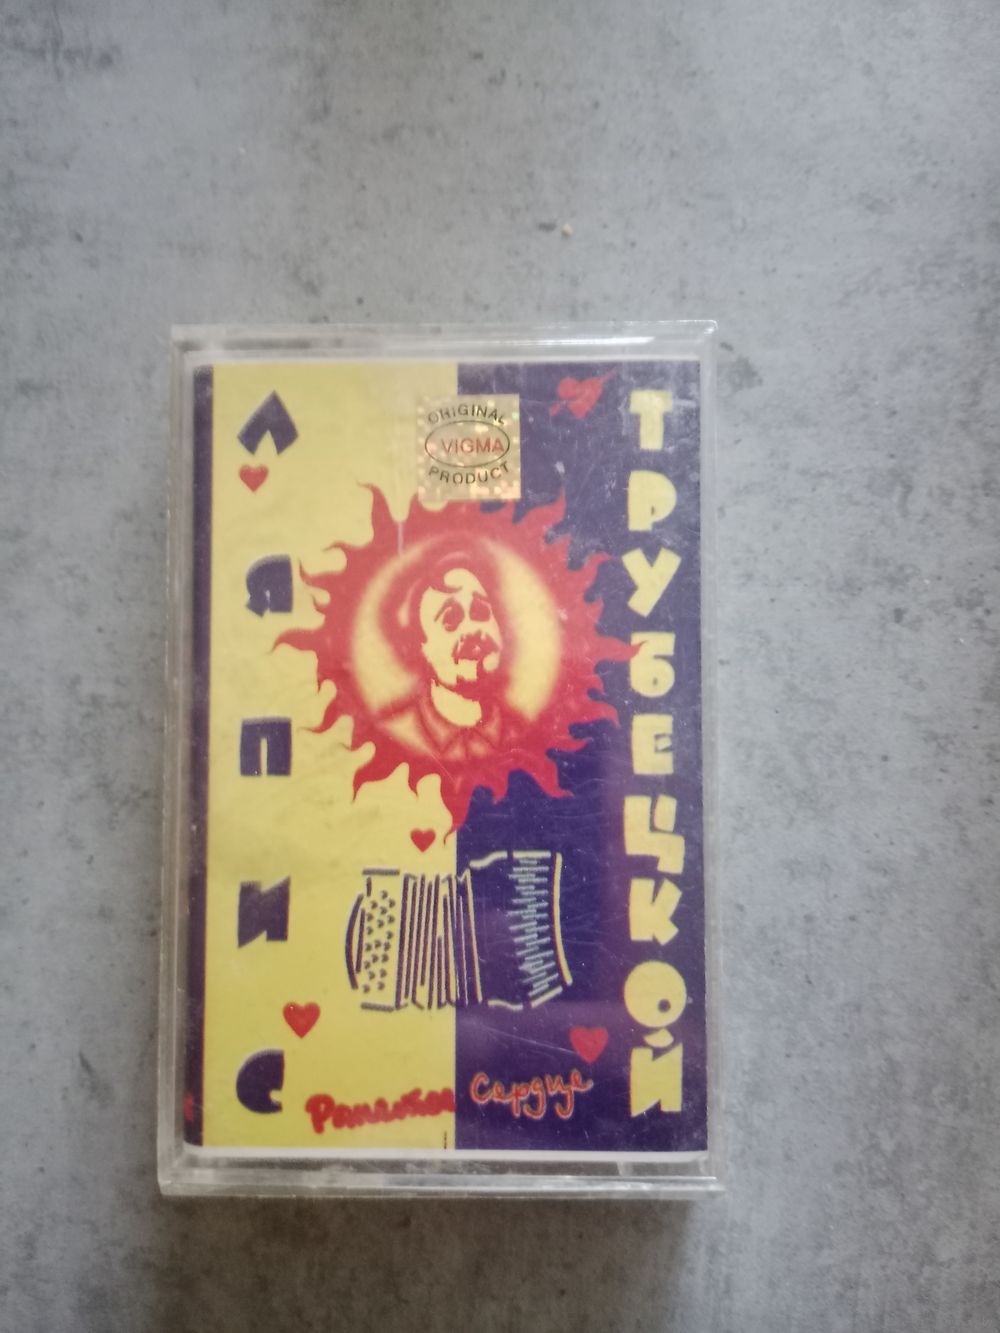 ЛЯПИС
ТРУБЕЦКОЙ
ORIGINAL
VIGMA
PRODUCT
Ранетое Сердце